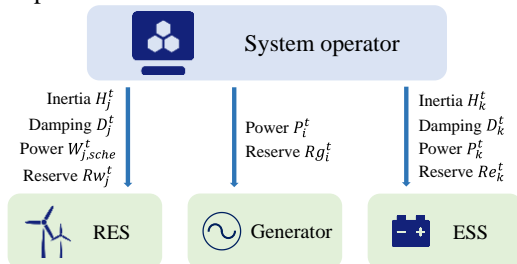 System operator
Inertia $H_j^t$
Damping $D_j^t$
Power $W_{j,sche}^t$
Reserve $Rw_j^t$
Power $P_i^t$
Reserve $Rg_i^t$
Inertia $H_k^t$
Damping $D_k^t$
Power $P_k^t$
Reserve $Re_k^t$
RES
Generator
ESS